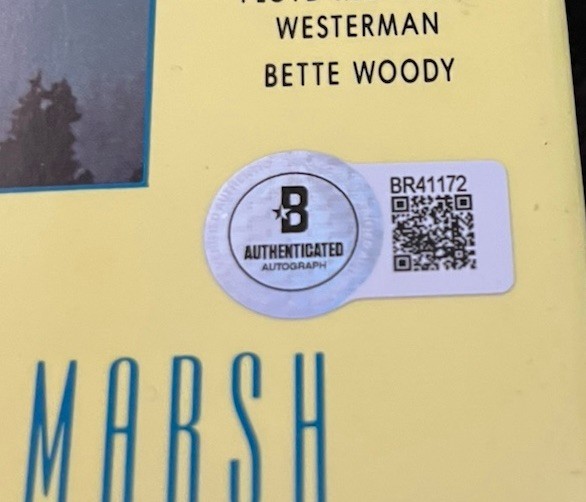 WESTERMAN
BETTE WOODY
BR41172
B
AUTHENTICATED
AUTOGRAPH
MARSH